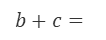 b + c =